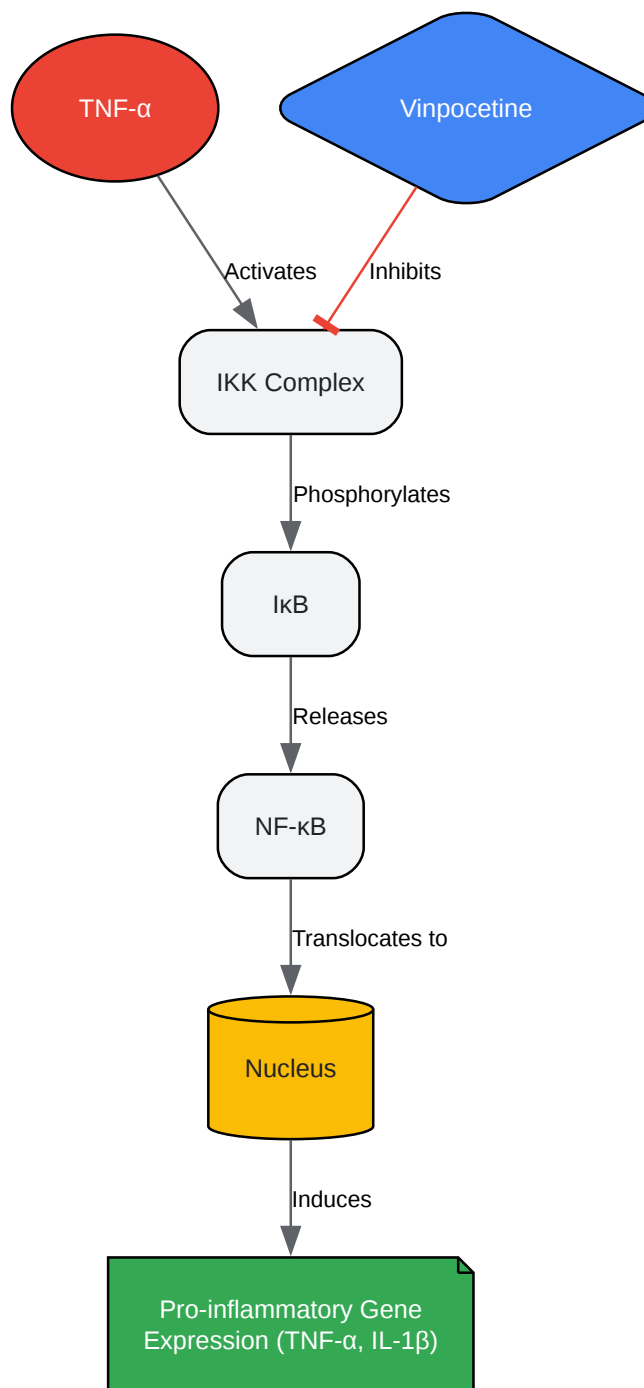 TNF-α
Vinpocetine
Activates
Inhibits
IKK Complex
Phosphorylates
IκB
Releases
NF-κB
Translocates to
Nucleus
Induces
Pro-inflammatory Gene
Expression (TNF-α, IL-1β)